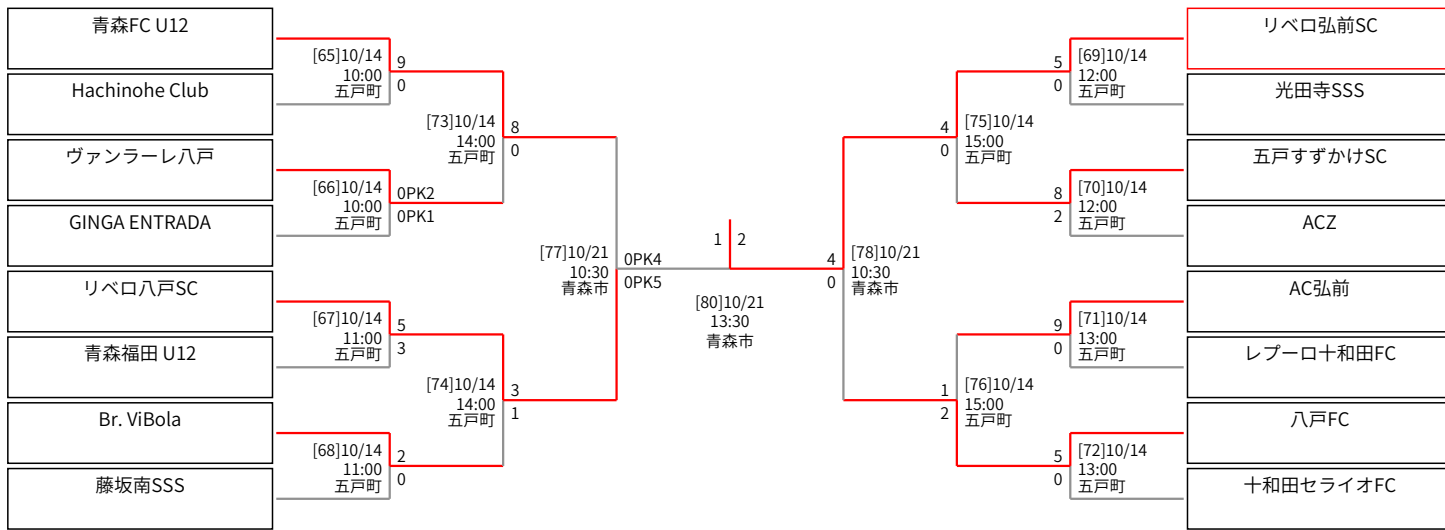 青森FC U12
Hachinohe Club
ヴァンラーレ八戸
GINGA ENTRADA
リベロ八戸SC
青森福田 U12
Br. ViBola
藤坂南SSS
[65]10/14
10:00
五戸町
9
0
[66]10/14
10:00
五戸町
0PK2
0PK1
[67]10/14
11:00
五戸町
5
3
[68]10/14
11:00
五戸町
2
0
[73]10/14
14:00
五戸町
8
0
[74]10/14
14:00
五戸町
3
1
[77]10/21
10:30
青森市
0PK4
0PK5
1
2
[80]10/21
13:30
青森市
4
0
[78]10/21
10:30
青森市
4
0
[75]10/14
15:00
五戸町
1
2
[76]10/14
15:00
五戸町
5
0
[69]10/14
12:00
五戸町
8
2
[70]10/14
12:00
五戸町
9
0
[71]10/14
13:00
五戸町
5
0
[72]10/14
13:00
五戸町
リベロ弘前SC
光田寺SSS
五戸すずかけSC
ACZ
AC弘前
レプーロ十和田FC
八戸FC
十和田セライオFC